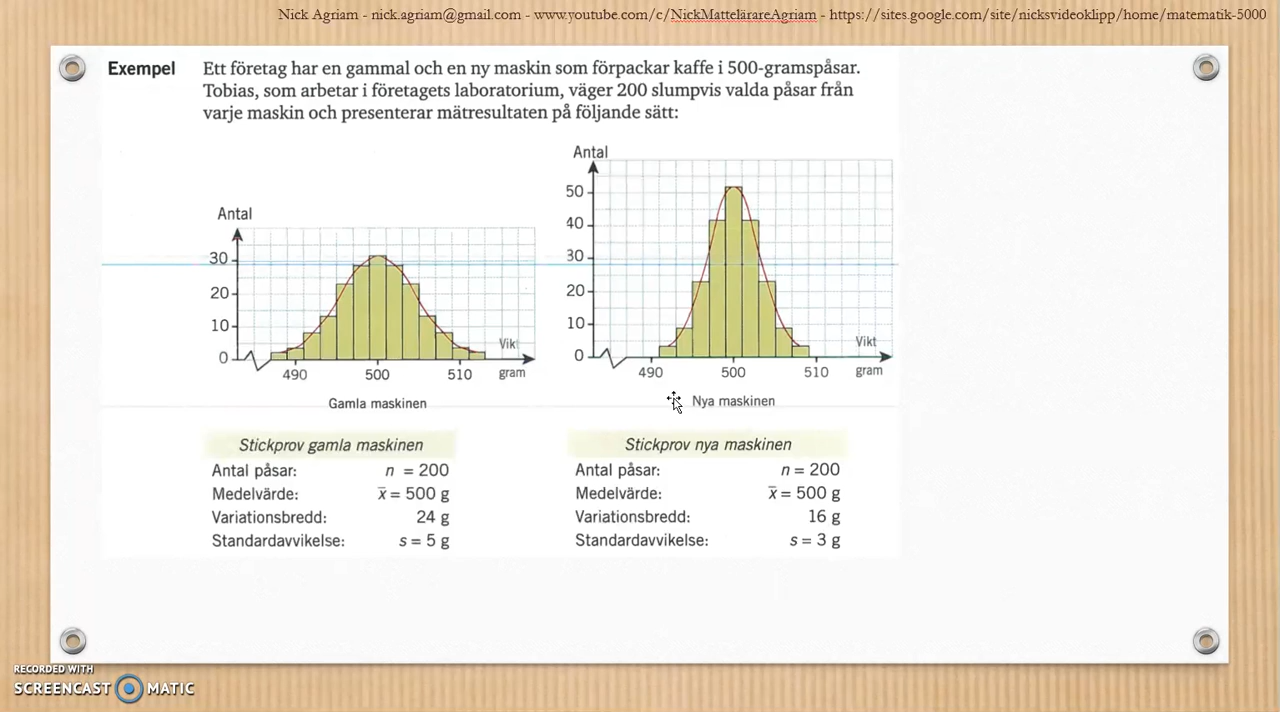 Nick Agriam - nick.agriam@gmail.com - www.youtube.com/c/NickMattelärareAgriam - https://sites.google.com/site/nicksvideoklipp/home/matematik-5000
Exempel Ett företag har en gammal och en ny maskin som förpackar kaffe i 500-gramspåsar.
Tobias, som arbetar i företagets laboratorium, väger 200 slumpvis valda påsar från
varje maskin och presenterar mätresultaten på följande sätt:
Antal
30
20
10
0
490 500 510
Vikt
gram
Gamla maskinen
Antal
50
40
30
20
10
0
490 500 510
Vikt
gram
Nya maskinen
Stickprov gamla maskinen
Antal påsar: n = 200
Medelvärde: x̅ = 500 g
Variationsbredd: 24 g
Standardavvikelse: s = 5 g
Stickprov nya maskinen
Antal påsar: n = 200
Medelvärde: x̅ = 500 g
Variationsbredd: 16 g
Standardavvikelse: s = 3 g
RECORDED WITH
SCREENCAST MATIC